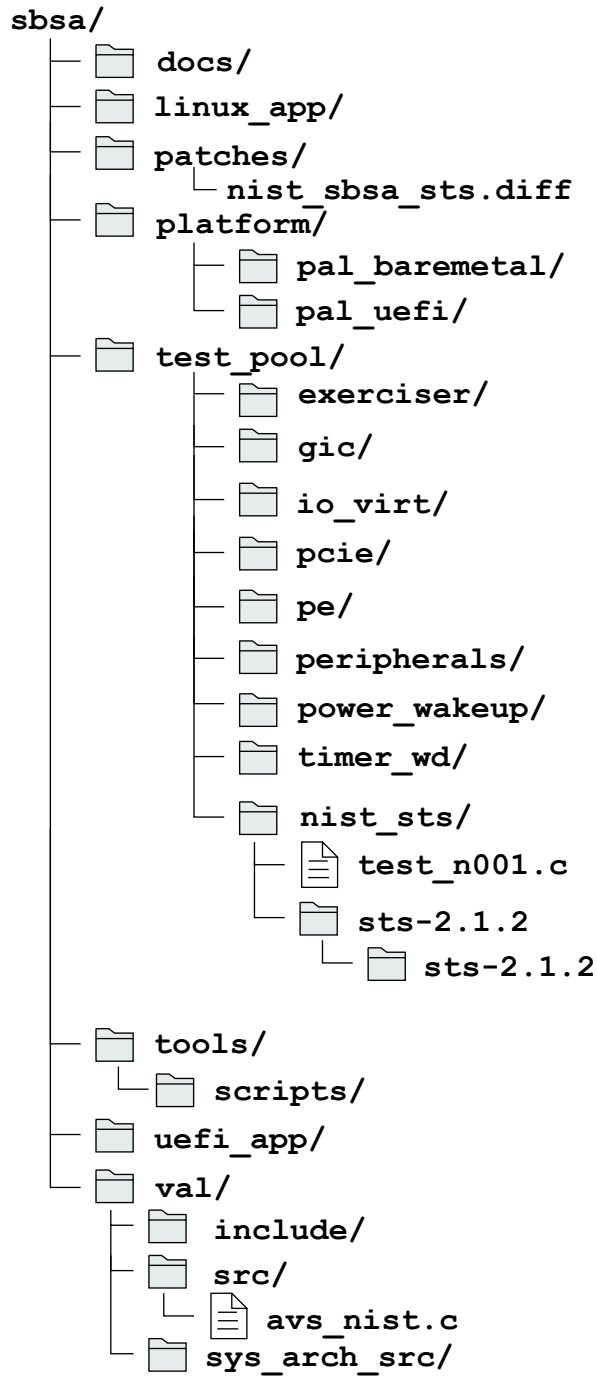 sbsa/
docs/
linux_app/
patches/
nist_sbsa_sts.diff
platform/
pal_baremetal/
pal_uefi/
test_pool/
exerciser/
gic/
io_virt/
pcie/
pe/
peripherals/
power_wakeup/
timer_wd/
nist_sts/
test_n001.c
sts-2.1.2
sts-2.1.2
tools/
scripts/
uefi_app/
val/
include/
src/
avs_nist.c
sys_arch_src/